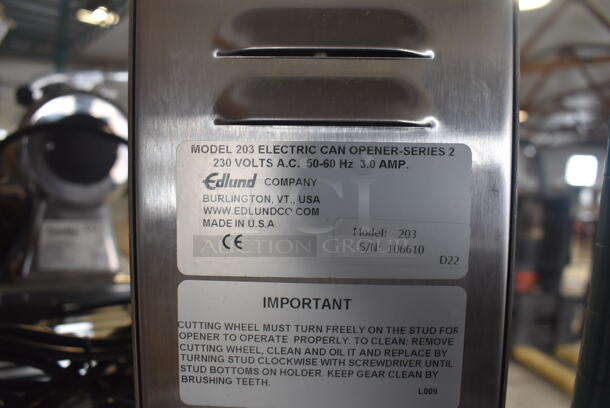 MODEL 203 ELECTRIC CAN OPENER-SERIES 2
230 VOLTS A.C. 50-60 Hz 3.0 AMP.
Edlund COMPANY
BURLINGTON, VT., USA
WWW.EDLUNDCO.COM
MADE IN U.S.A
CE
Model: 203
S/N: 106610
D22
AUCTION GROUP
IMPORTANT
CUTTING WHEEL MUST TURN FREELY ON THE STUD FOR
OPENER TO OPERATE PROPERLY. TO CLEAN: REMOVE
CUTTING WHEEL, CLEAN AND OIL IT AND REPLACE BY
TURNING STUD CLOCKWISE WITH SCREWDRIVER UNTIL
STUD BOTTOMS ON HOLDER. KEEP GEAR CLEAN BY
BRUSHING TEETH.
L009